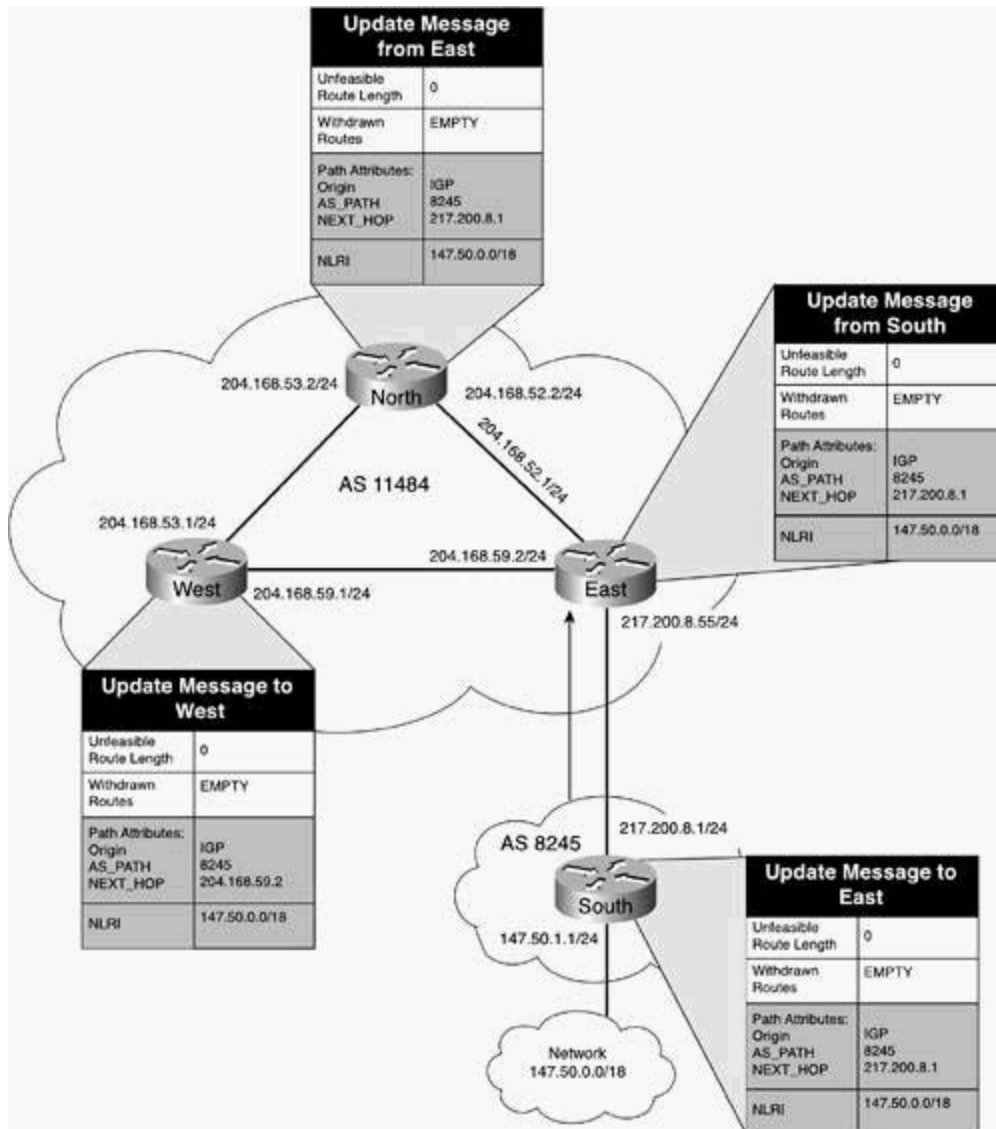 Update Message
from East
Unfeasible
Route Length
0
Withdrawn
Routes
EMPTY
Path Attributes:
Origin
AS_PATH
NEXT_HOP
IGP
8245
217.200.8.1
NLRI
147.50.0.0/18
Update Message
from South
Unfeasible
Route Length
0
Withdrawn
Routes
EMPTY
Path Attributes:
Origin
AS_PATH
NEXT_HOP
IGP
8245
217.200.8.1
NLRI
147.50.0.0/18
204.168.53.2/24
North
204.168.52.2/24
204.168.52.1/24
AS 11484
204.168.53.1/24
West
204.168.59.1/24
204.168.59.2/24
East
217.200.8.55/24
Update Message to
West
Unfeasible
Route Length
0
Withdrawn
Routes
EMPTY
Path Attributes:
Origin
AS_PATH
NEXT_HOP
IGP
8245
204.168.59.2
NLRI
147.50.0.0/18
AS 8245
217.200.8.1/24
South
147.50.1.1/24
Network
147.50.0.0/18
Update Message to
East
Unfeasible
Route Length
0
Withdrawn
Routes
EMPTY
Path Attributes:
Origin
AS_PATH
NEXT_HOP
IGP
8245
217.200.8.1
NLRI
147.50.0.0/18